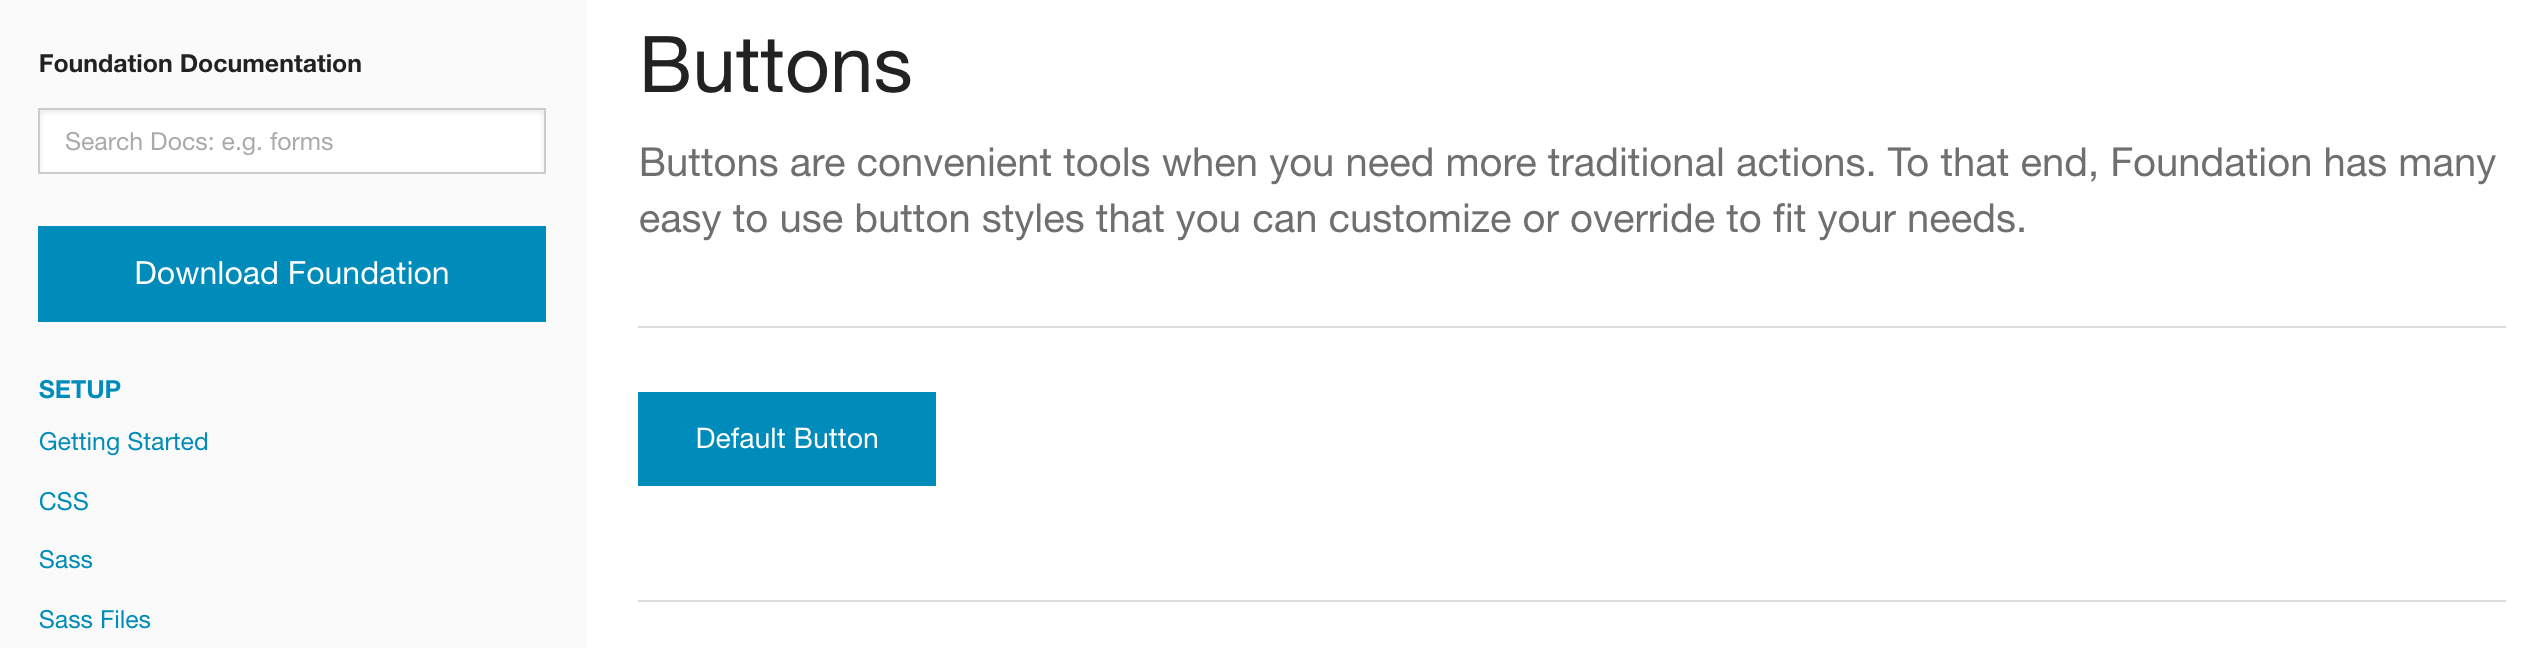 Foundation Documentation
Search Docs: e.g. forms
Download Foundation
SETUP
Getting Started
CSS
Sass
Sass Files
Buttons
Buttons are convenient tools when you need more traditional actions. To that end, Foundation has many
easy to use button styles that you can customize or override to fit your needs.
Default Button